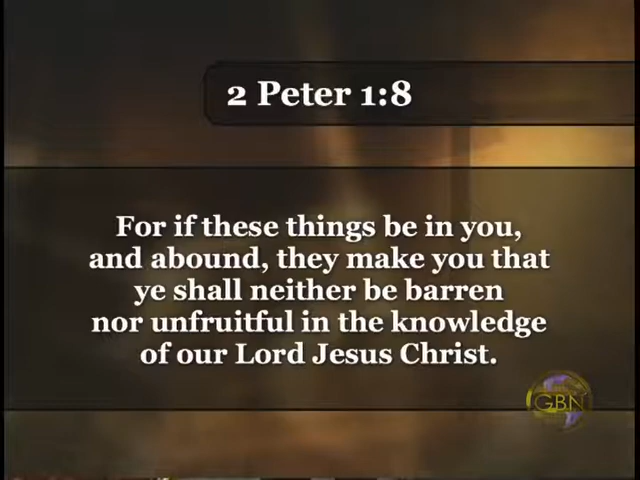 2 Peter 1:8
For if these things be in you,
and abound, they make you that
ye shall neither be barren
nor unfruitful in the knowledge
of our Lord Jesus Christ.
GBN